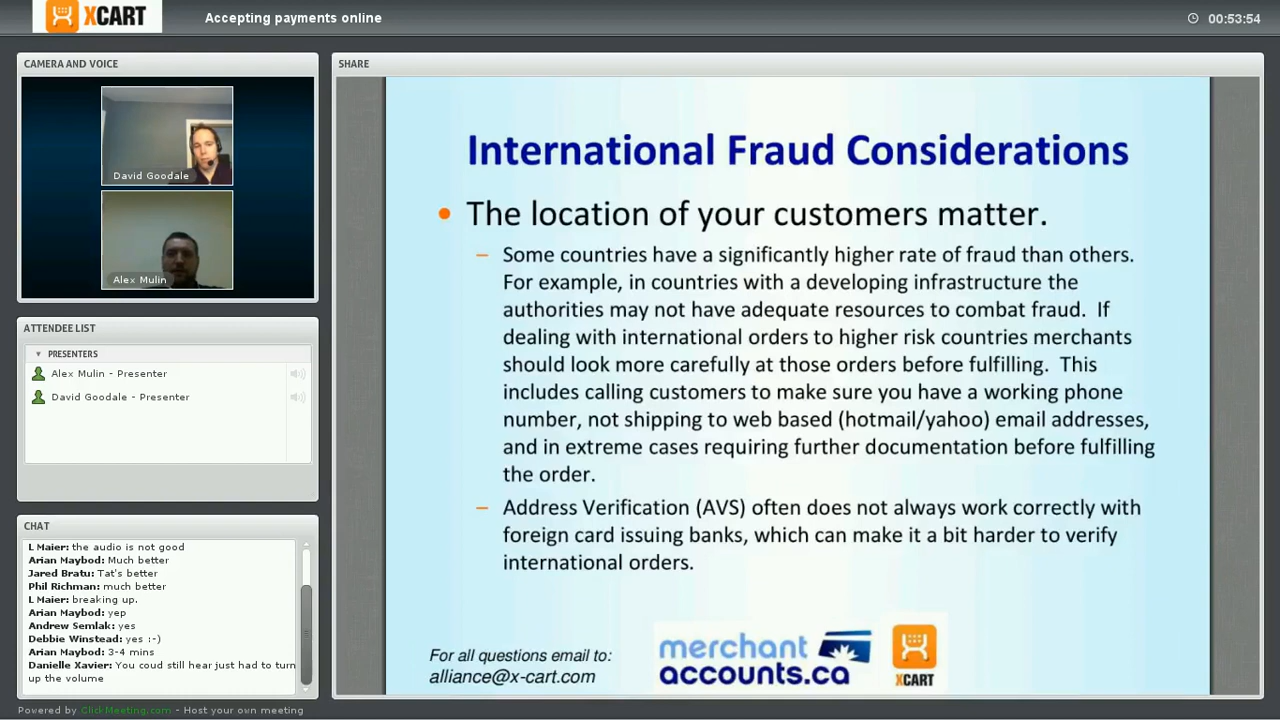 XCART
Accepting payments online
00:53:54
CAMERA AND VOICE
David Goodale
Alex Mulin
ATTENDEE LIST
PRESENTERS
Alex Mulin - Presenter
David Goodale - Presenter
CHAT
L Maier: the audio is not good
Arian Maybod: Much better
Jared Bratu: Tat's better
Phil Richman: much better
L Maier: breaking up.
Arian Maybod: yep
Andrew Semlak: yes
Debbie Winstead: yes :-)
Arian Maybod: 3-4 mins
Danielle Xavier: You coud still hear just had to turn
up the volume
Powered by ClickMeeting.com - Host your own meeting
SHARE
International Fraud Considerations
• The location of your customers matter.
– Some countries have a significantly higher rate of fraud than others.
For example, in countries with a developing infrastructure the
authorities may not have adequate resources to combat fraud. If
dealing with international orders to higher risk countries merchants
should look more carefully at those orders before fulfilling. This
includes calling customers to make sure you have a working phone
number, not shipping to web based (hotmail/yahoo) email addresses,
and in extreme cases requiring further documentation before fulfilling
the order.
– Address Verification (AVS) often does not always work correctly with
foreign card issuing banks, which can make it a bit harder to verify
international orders.
For all questions email to:
alliance@x-cart.com
merchant
accounts.ca
XCART